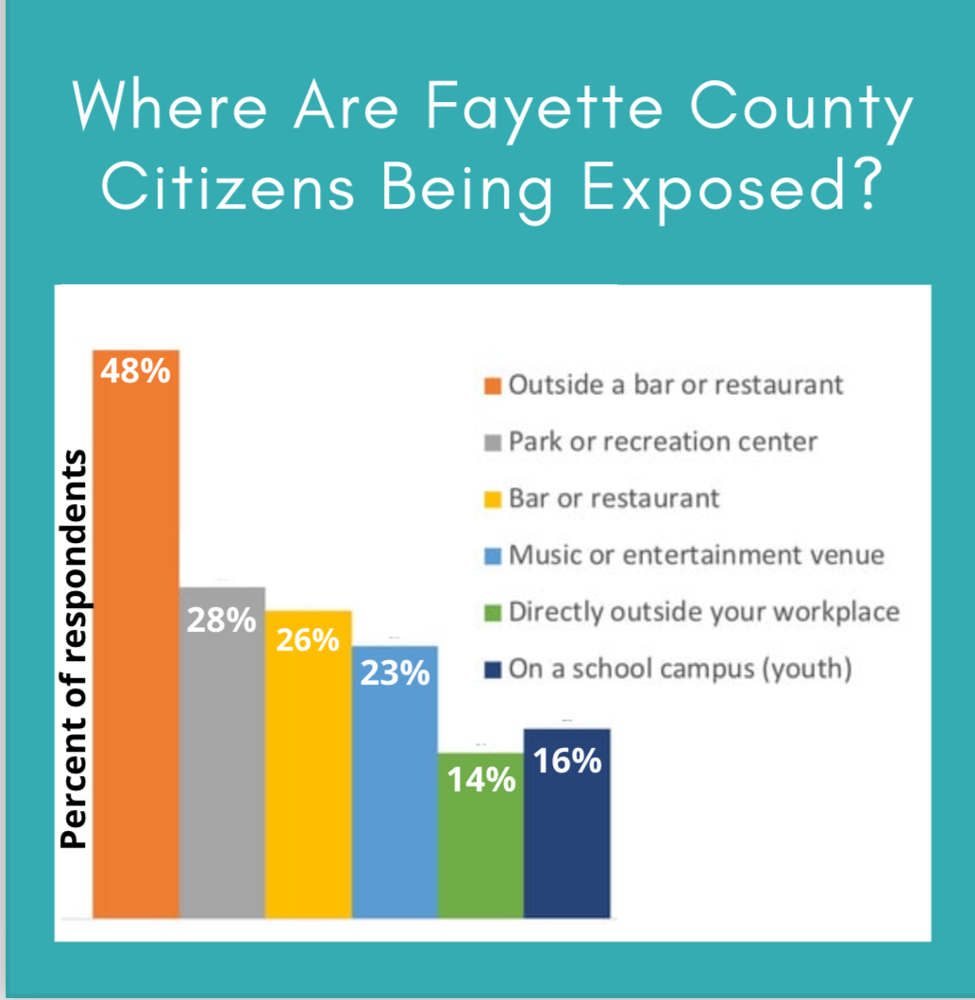 Where Are Fayette County
Citizens Being Exposed?
Percent of respondents
48%
28%
26%
23%
14%
16%
Outside a bar or restaurant
Park or recreation center
Bar or restaurant
Music or entertainment venue
Directly outside your workplace
On a school campus (youth)